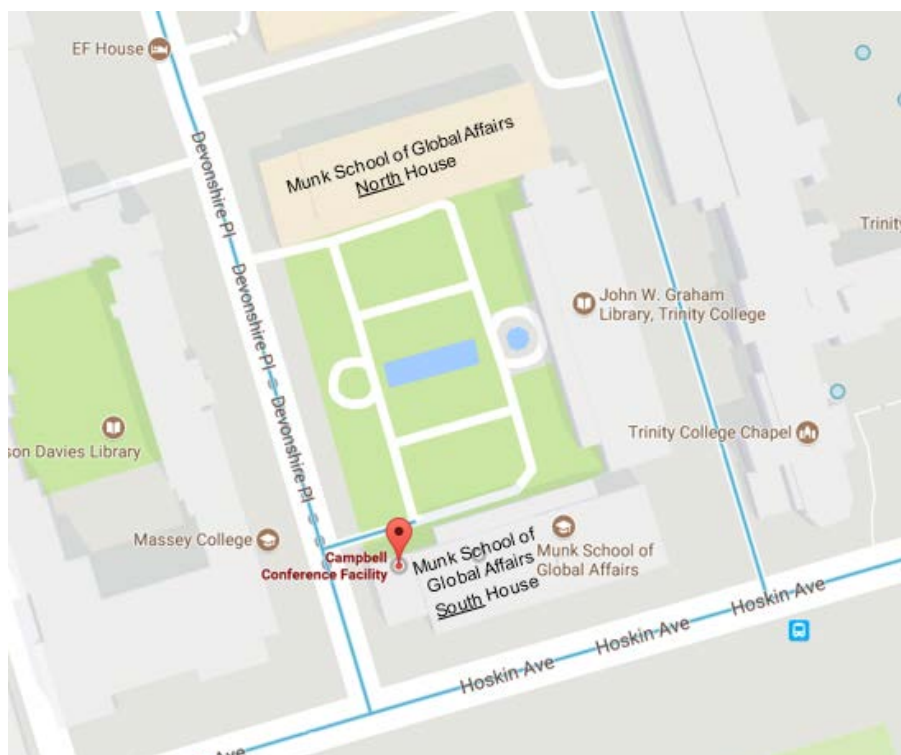 EF House
Munk School of Global Affairs
North House
Devonshire Pl
Devonshire Pl
Devonshire Pl
Trinity
John W. Graham
Library, Trinity College
son Davies Library
Trinity College Chapel
Massey College
Campbell
Conference Facility
Munk School of
Global Affairs
South House
Munk School of
Global Affairs
Hoskin Ave
Hoskin Ave
Hoskin Ave
Ave